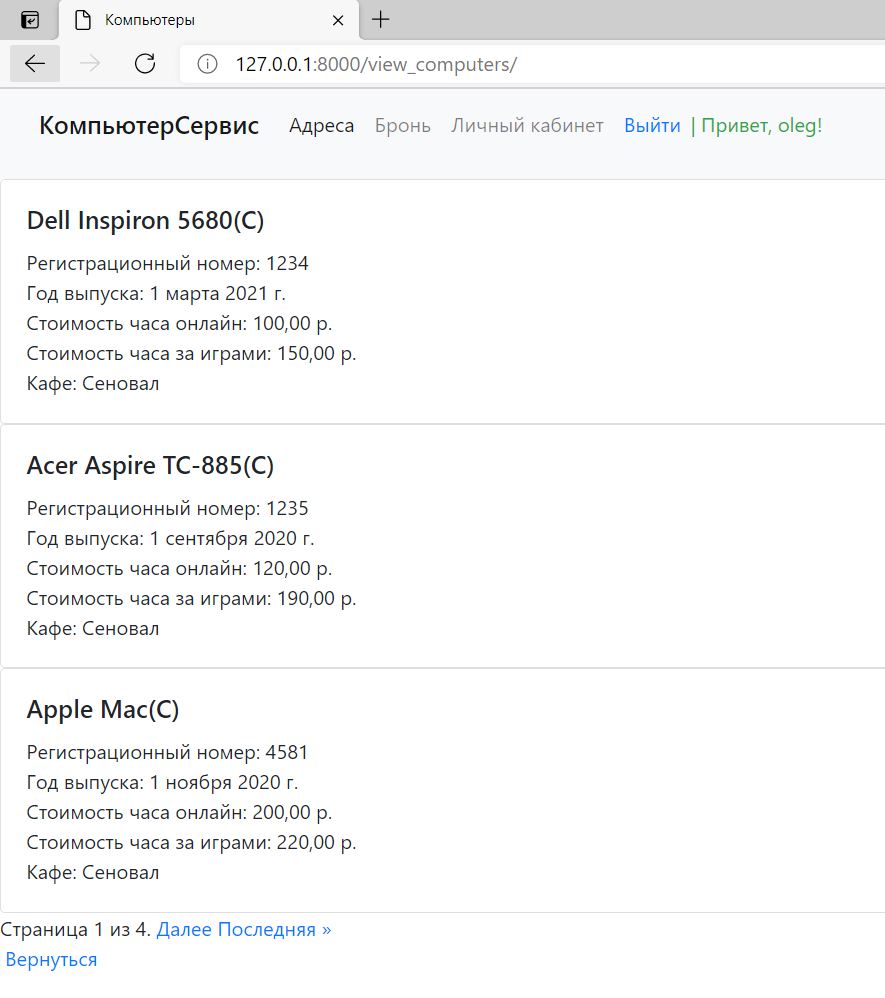 Компьютеры
127.0.0.1:8000/view_computers/
КомпьютерСервис Адреса Бронь Личный кабинет Выйти | Привет, oleg!
Dell Inspiron 5680(C)
Регистрационный номер: 1234
Год выпуска: 1 марта 2021 г.
Стоимость часа онлайн: 100,00 р.
Стоимость часа за играми: 150,00 р.
Кафе: Сеновал
Acer Aspire TC-885(C)
Регистрационный номер: 1235
Год выпуска: 1 сентября 2020 г.
Стоимость часа онлайн: 120,00 р.
Стоимость часа за играми: 190,00 р.
Кафе: Сеновал
Apple Mac(C)
Регистрационный номер: 4581
Год выпуска: 1 ноября 2020 г.
Стоимость часа онлайн: 200,00 р.
Стоимость часа за играми: 220,00 р.
Кафе: Сеновал
Страница 1 из 4. Далее Последняя »
Вернуться